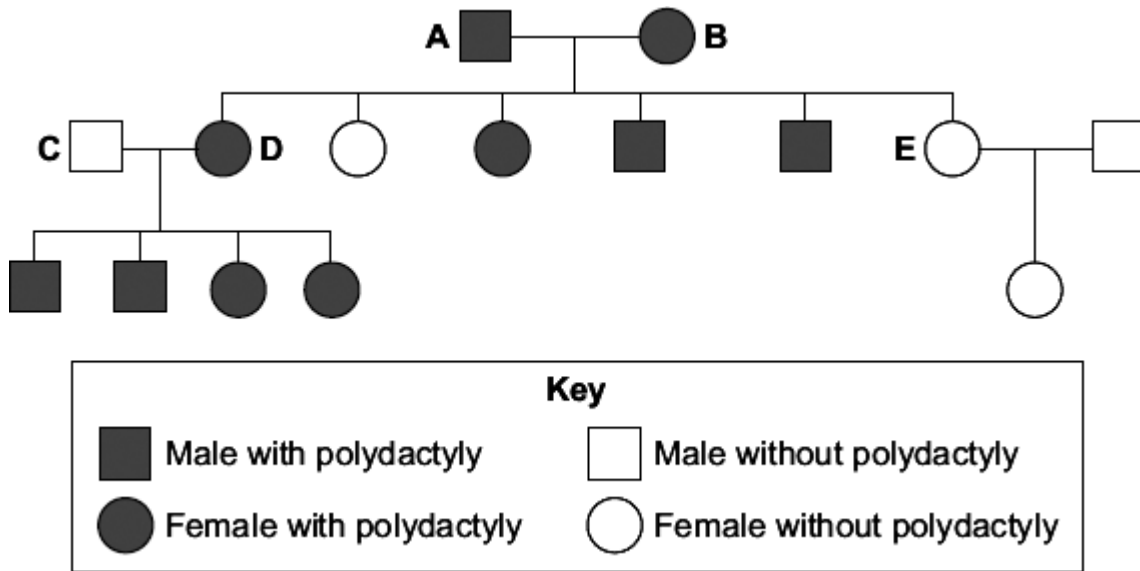 A B
C D E
Key
Male with polydactyly Male without polydactyly
Female with polydactyly Female without polydactyly